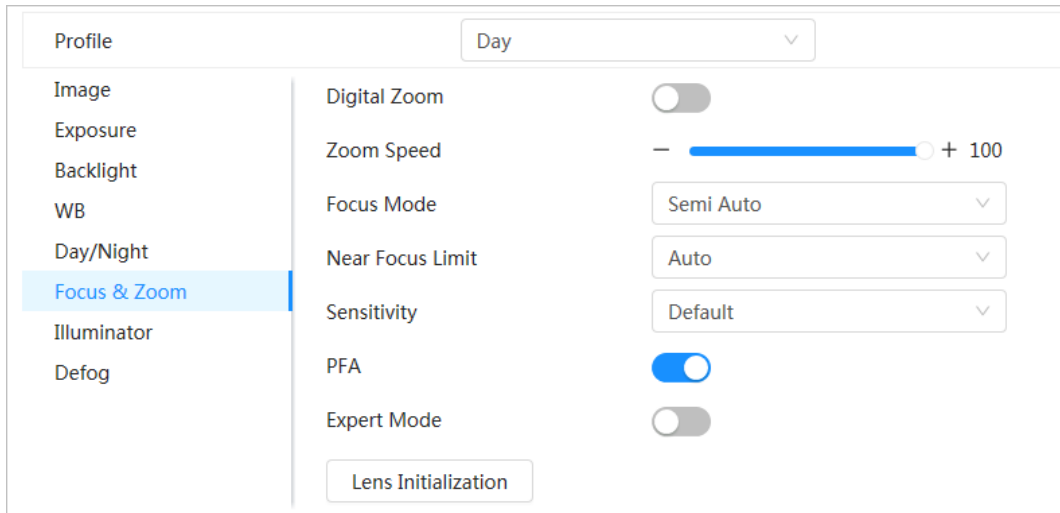 Profile Day
Image
Exposure
Backlight
WB
Day/Night
Focus & Zoom
Illuminator
Defog
Digital Zoom
Zoom Speed − + 100
Focus Mode Semi Auto
Near Focus Limit Auto
Sensitivity Default
PFA
Expert Mode
Lens Initialization